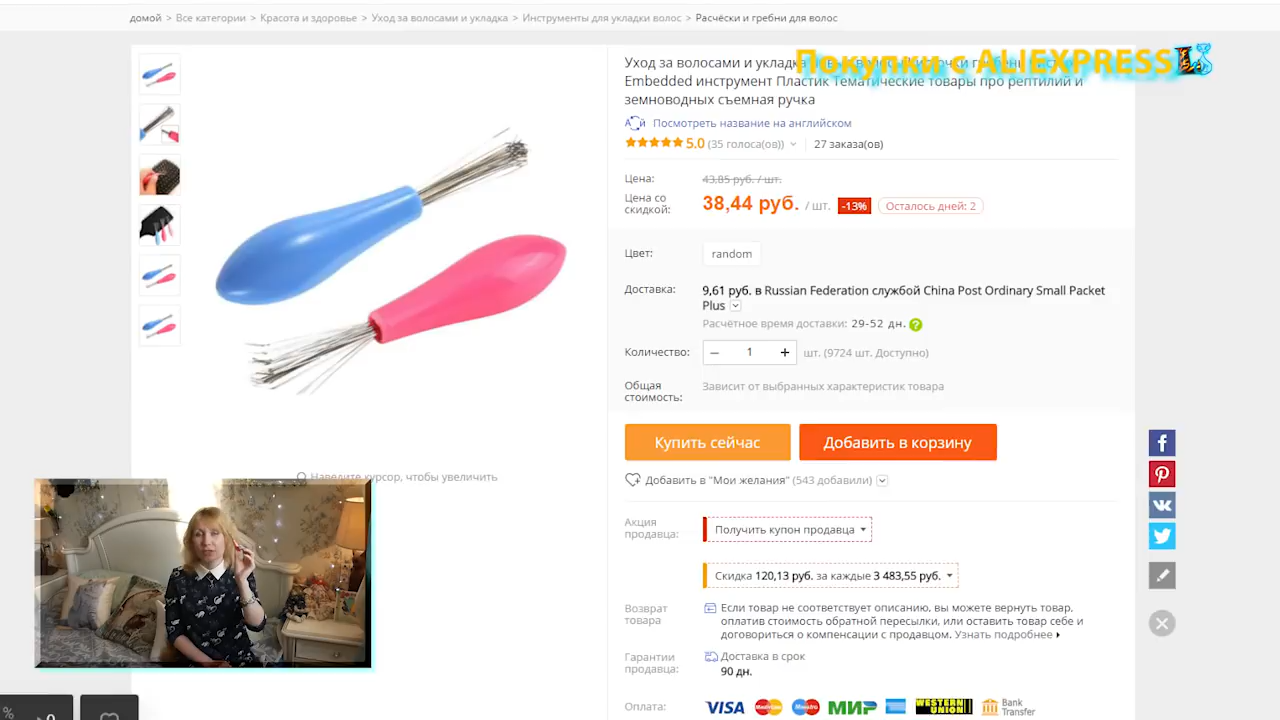 домой > Все категории > Красота и здоровье > Уход за волосами и укладка > Инструменты для укладки волос > Расчёски и гребни для волос
Покупки с ALIEXPRESS
Уход за волосами и укладка
Embedded инструмент Пластик Тематические товары про рептилий и
земноводных съемная ручка
Посмотреть название на английском
5.0 (35 голоса(ов)) 27 заказа(ов)
Цена: 43,85 руб. / шт.
Цена со скидкой: 38,44 руб. / шт. -13% Осталось дней: 2
Цвет: random
Доставка: 9,61 руб. в Russian Federation службой China Post Ordinary Small Packet
Plus
Расчётное время доставки: 29-52 дн. ?
Количество: − 1 + шт. (9724 шт. Доступно)
Общая стоимость: Зависит от выбранных характеристик товара
Купить сейчас Добавить в корзину
Наведите курсор, чтобы увеличить
Добавить в "Мои желания" (543 добавили)
Акция продавца: Получить купон продавца
Скидка 120,13 руб. за каждые 3 483,55 руб.
Возврат товара Если товар не соответствует описанию, вы можете вернуть товар,
оплатив стоимость обратной пересылки, или оставить товар себе и
договориться о компенсации с продавцом. Узнать подробнее
Гарантии продавца: Доставка в срок
90 дн.
Оплата: VISA MasterCard Maestro МИР WESTERN UNION Bank Transfer
% 0